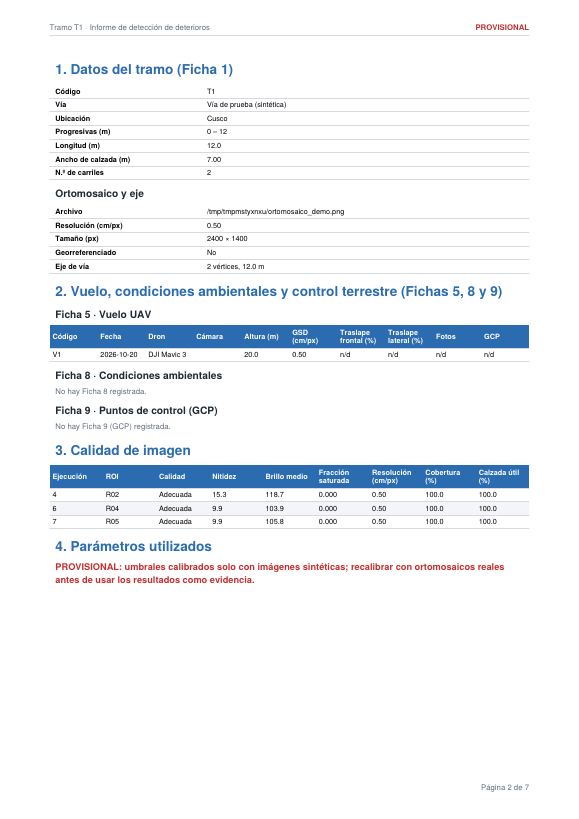 Tramo T1 · Informe de detección de deterioros
PROVISIONAL
1. Datos del tramo (Ficha 1)
Código T1
Vía Vía de prueba (sintética)
Ubicación Cusco
Progresivas (m) 0 – 12
Longitud (m) 12.0
Ancho de calzada (m) 7.00
N.º de carriles 2
Ortomosaico y eje
Archivo /tmp/tmpmstyxnxu/ortomosaico_demo.png
Resolución (cm/px) 0.50
Tamaño (px) 2400 × 1400
Georreferenciado No
Eje de vía 2 vértices, 12.0 m
2. Vuelo, condiciones ambientales y control terrestre (Fichas 5, 8 y 9)
Ficha 5 · Vuelo UAV
Código Fecha Dron Cámara Altura (m) GSD (cm/px) Traslape frontal (%) Traslape lateral (%) Fotos GCP
V1 2026-10-20 DJI Mavic 3 20.0 0.50 n/d n/d n/d n/d
Ficha 8 · Condiciones ambientales
No hay Ficha 8 registrada.
Ficha 9 · Puntos de control (GCP)
No hay Ficha 9 (GCP) registrada.
3. Calidad de imagen
Ejecución ROI Calidad Nitidez Brillo medio Fracción saturada Resolución (cm/px) Cobertura (%) Calzada útil (%)
4 R02 Adecuada 15.3 118.7 0.000 0.50 100.0 100.0
6 R04 Adecuada 9.9 103.9 0.000 0.50 100.0 100.0
7 R05 Adecuada 9.9 105.8 0.000 0.50 100.0 100.0
4. Parámetros utilizados
PROVISIONAL: umbrales calibrados solo con imágenes sintéticas; recalibrar con ortomosaicos reales
antes de usar los resultados como evidencia.
Página 2 de 7